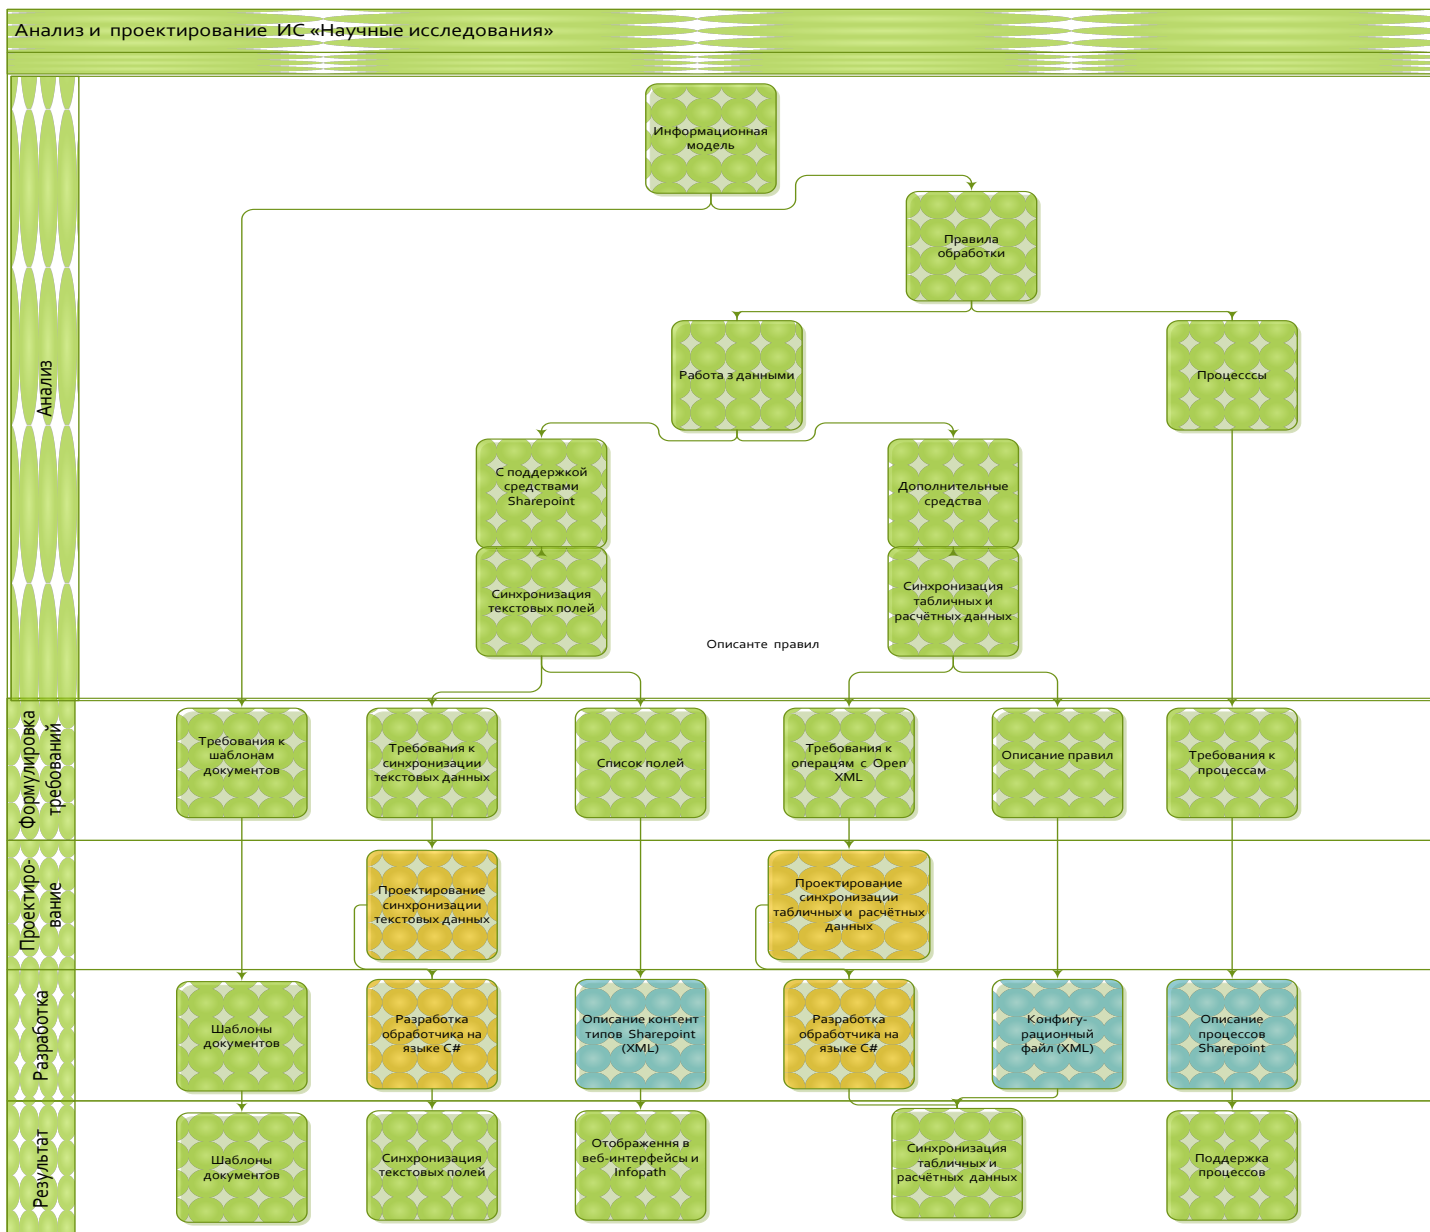 Анализ и проектирование ИС «Научные исследования»
Анализ
Информационная
модель
Правила
обработки
Работа з данными
Процесссы
С поддержкой
средствами
Sharepoint
Дополнительные
средства
Синхронизация
текстовых полей
Синхронизация
табличных и
расчётных данных
Описанте правил
Формулировка
требований
Требования к
шаблонам
документов
Требования к
синхронизации
текстовых данных
Список полей
Требования к
операцям с Open
XML
Описание правил
Требования к
процессам
Проектиро-
вание
Проектирование
синхронизации
текстовых данных
Проектирование
синхронизации
табличных и расчётных
данных
Разработка
Шаблоны
документов
Разработка
обработчика на
языке C#
Описание контент
типов Sharepoint
(XML)
Разработка
обработчика на
языке C#
Конфигу-
рационный
файл (XML)
Описание
процессов
Sharepoint
Результат
Шаблоны
документов
Синхронизация
текстовых полей
Отображення в
веб-интерфейсы и
Infopath
Синхронизация
табличных и
расчётных данных
Поддержка
процессов